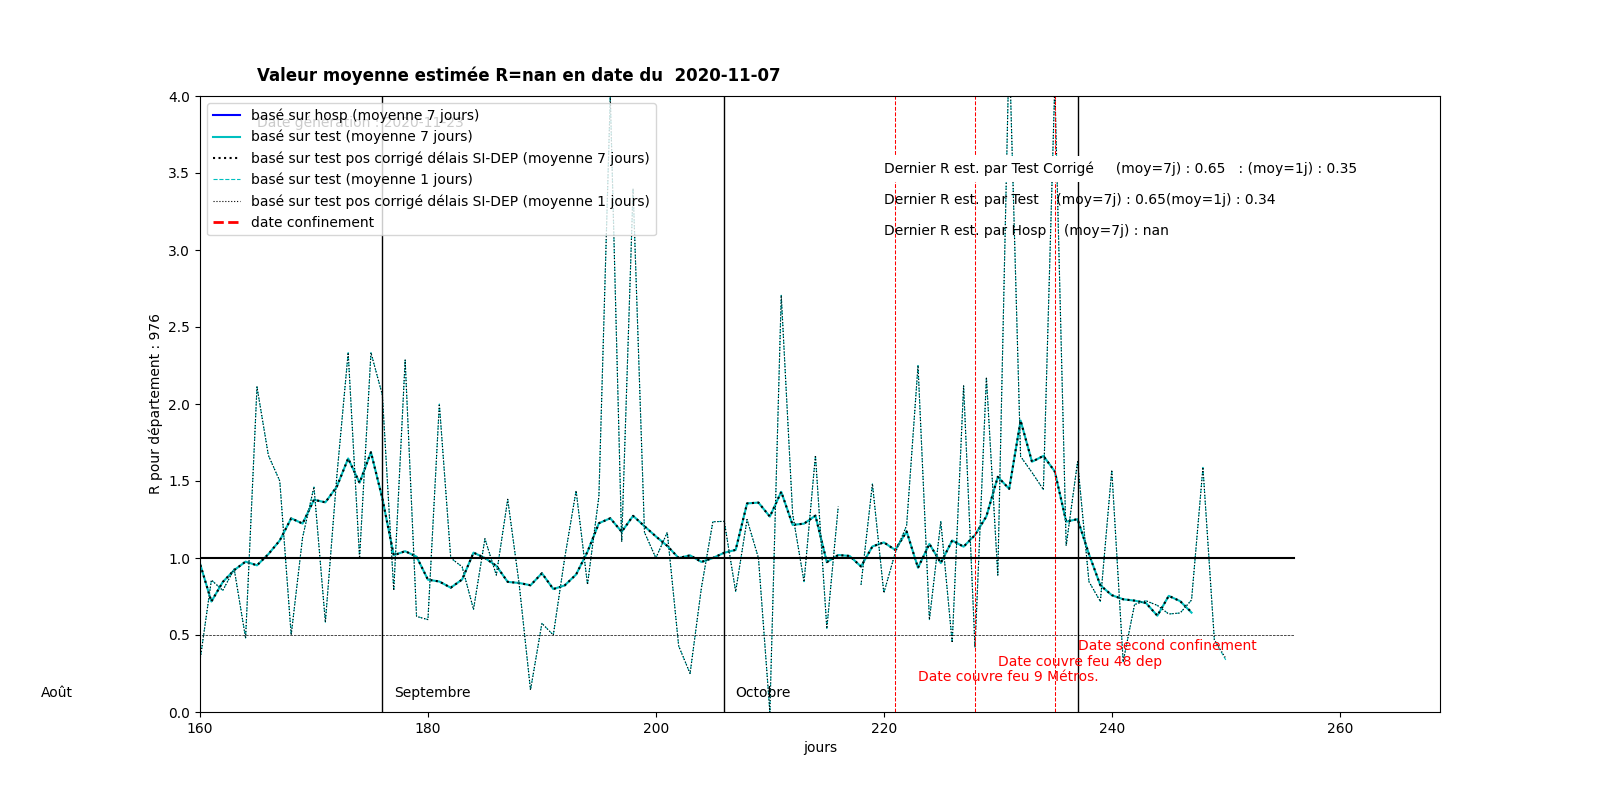 Valeur moyenne estimée R=nan en date du  2020-11-07
Date génération : 2020-11-23
basé sur hosp (moyenne 7 jours)
basé sur test (moyenne 7 jours)
basé sur test pos corrigé délais SI-DEP (moyenne 7 jours)
basé sur test (moyenne 1 jours)
basé sur test pos corrigé délais SI-DEP (moyenne 1 jours)
date confinement
Dernier R est. par Test Corrigé     (moy=7j) : 0.65   : (moy=1j) : 0.35
Dernier R est. par Test    (moy=7j) : 0.65(moy=1j) : 0.34
Dernier R est. par Hosp    (moy=7j) : nan
R pour département : 976
4.0
3.5
3.0
2.5
2.0
1.5
1.0
0.5
0.0
Date second confinement
Date couvre feu 48 dep
Date couvre feu 9 Métros.
Août
Septembre
Octobre
160
180
200
220
240
260
jours